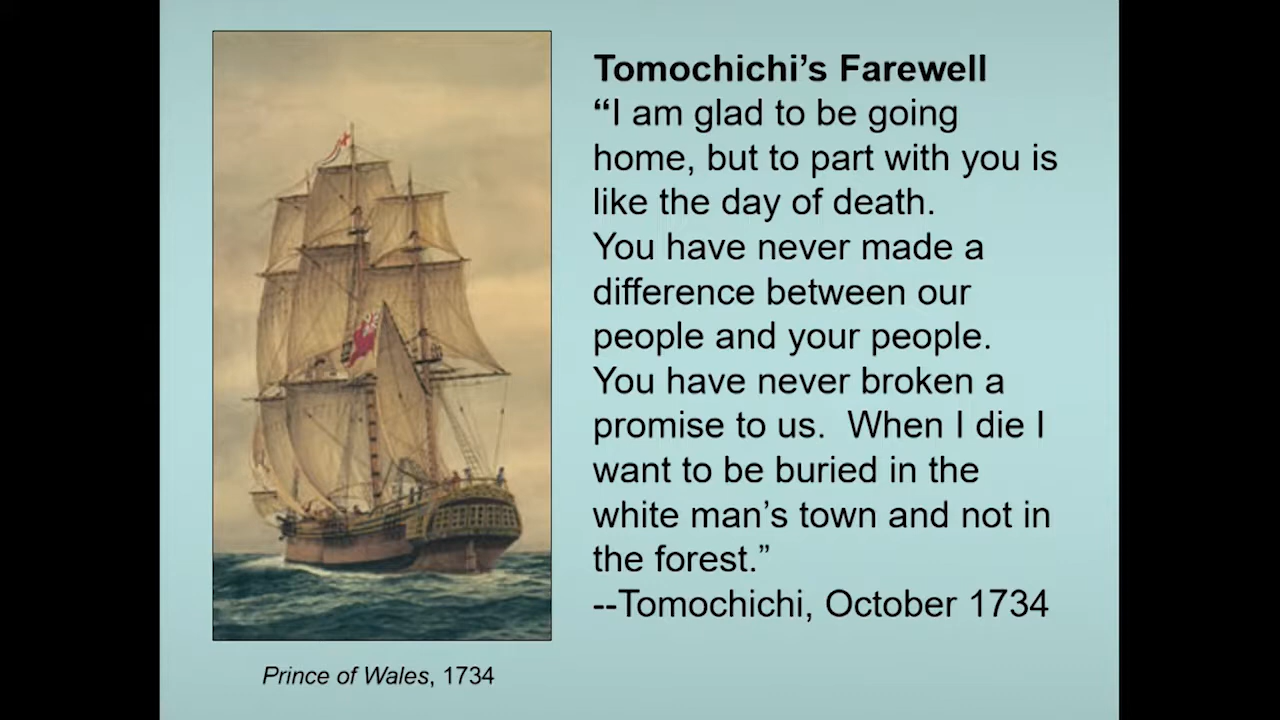 Tomochichi’s Farewell
“I am glad to be going
home, but to part with you is
like the day of death.
You have never made a
difference between our
people and your people.
You have never broken a
promise to us.  When I die I
want to be buried in the
white man’s town and not in
the forest.”
--Tomochichi, October 1734
Prince of Wales, 1734